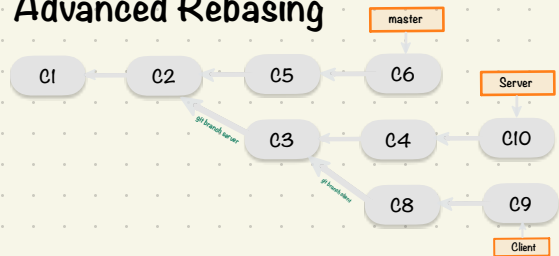 Advanced Rebasing
master
C1
C2
C5
C6
Server
git branch server
C3
C4
C10
git branch client
C8
C9
Client